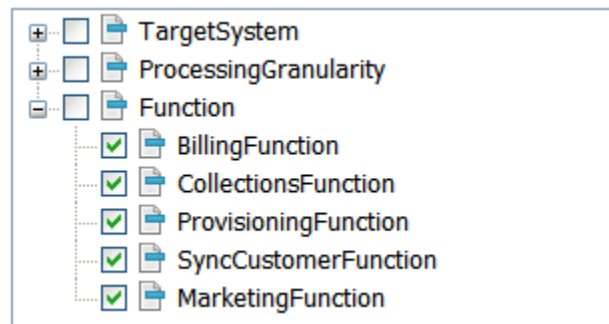 TargetSystem
ProcessingGranularity
Function
BillingFunction
CollectionsFunction
ProvisioningFunction
SyncCustomerFunction
MarketingFunction